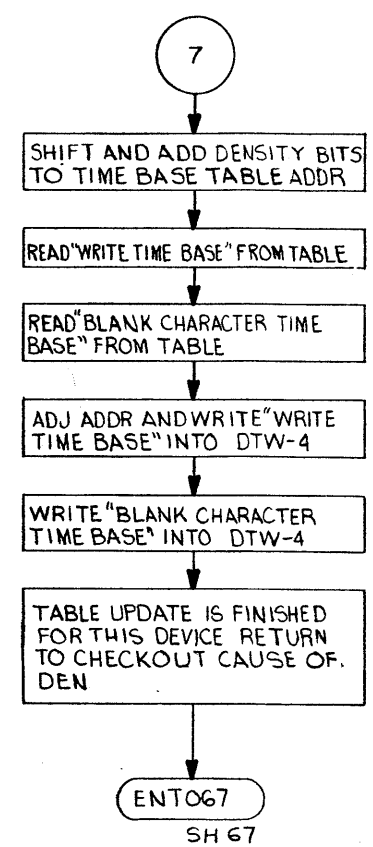 7
SHIFT AND ADD DENSITY BITS
TO TIME BASE TABLE ADDR
READ "WRITE TIME BASE" FROM TABLE
READ "BLANK CHARACTER TIME
BASE" FROM TABLE
ADJ ADDR AND WRITE "WRITE
TIME BASE" INTO DTW-4
WRITE "BLANK CHARACTER
TIME BASE" INTO DTW-4
TABLE UPDATE IS FINISHED
FOR THIS DEVICE RETURN
TO CHECKOUT CAUSE OF.
DEN
ENT067
SH 67